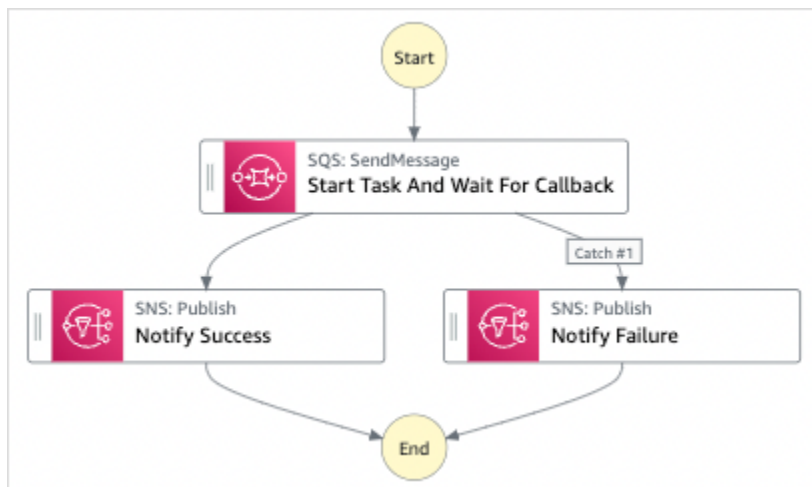 Start
SQS: SendMessage
Start Task And Wait For Callback
Catch #1
SNS: Publish
Notify Success
SNS: Publish
Notify Failure
End